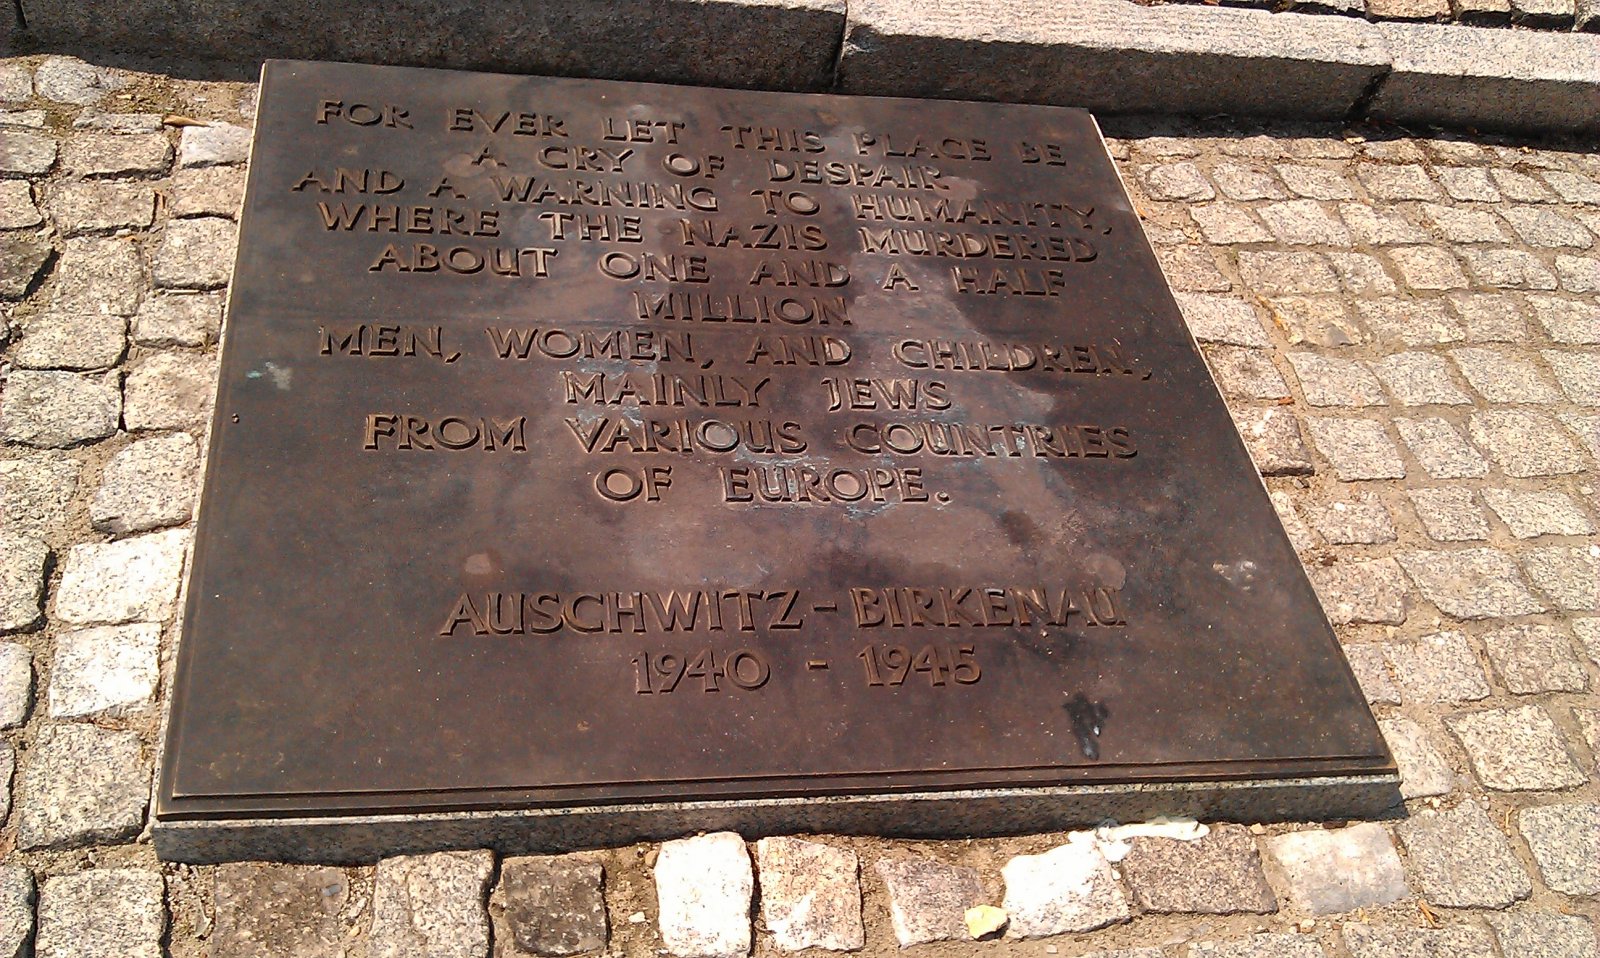 FOR EVER LET THIS PLACE BE
A CRY OF DESPAIR
AND A WARNING TO HUMANITY,
WHERE THE NAZIS MURDERED
ABOUT ONE AND A HALF
MILLION
MEN, WOMEN, AND CHILDREN,
MAINLY JEWS
FROM VARIOUS COUNTRIES
OF EUROPE.
AUSCHWITZ - BIRKENAU
1940 - 1945